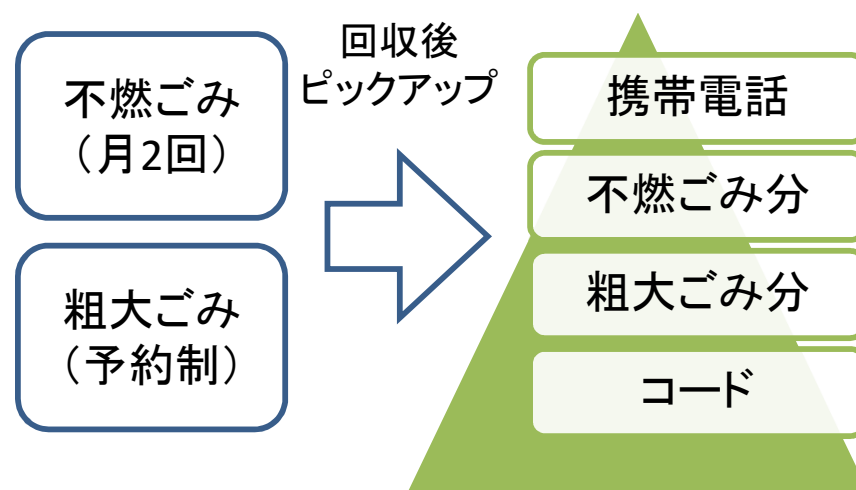 不燃ごみ
（月2回）
粗大ごみ
（予約制）
回収後
ピックアップ
携帯電話
不燃ごみ分
粗大ごみ分
コード